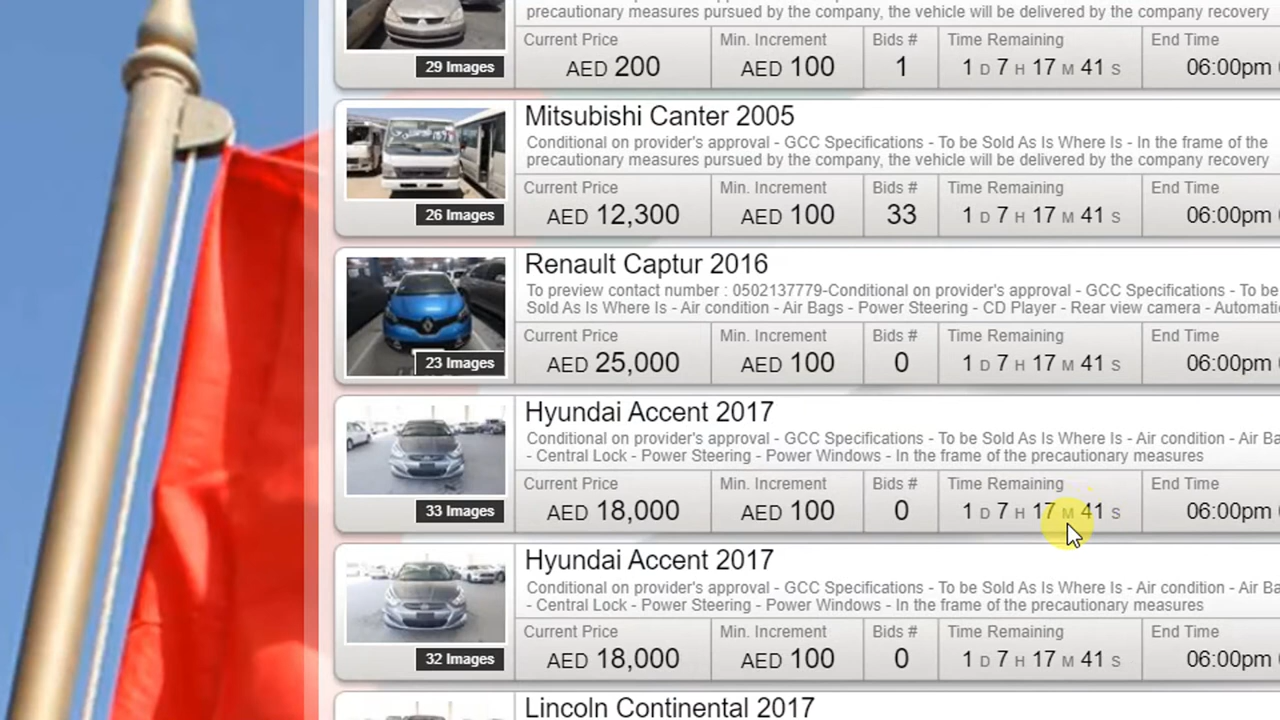 precautionary measures pursued by the company, the vehicle will be delivered by the company recovery
29 Images
Current Price Min. Increment Bids # Time Remaining End Time
AED 200 AED 100 1 1 D 7 H 17 M 41 S 06:00pm
Mitsubishi Canter 2005
Conditional on provider's approval - GCC Specifications - To be Sold As Is Where Is - In the frame of the
precautionary measures pursued by the company, the vehicle will be delivered by the company recovery
26 Images
Current Price Min. Increment Bids # Time Remaining End Time
AED 12,300 AED 100 33 1 D 7 H 17 M 41 S 06:00pm
Renault Captur 2016
To preview contact number : 0502137779-Conditional on provider's approval - GCC Specifications - To be
Sold As Is Where Is - Air condition - Air Bags - Power Steering - CD Player - Rear view camera - Automati
23 Images
Current Price Min. Increment Bids # Time Remaining End Time
AED 25,000 AED 100 0 1 D 7 H 17 M 41 S 06:00pm
Hyundai Accent 2017
Conditional on provider's approval - GCC Specifications - To be Sold As Is Where Is - Air condition - Air Ba
- Central Lock - Power Steering - Power Windows - In the frame of the precautionary measures
33 Images
Current Price Min. Increment Bids # Time Remaining End Time
AED 18,000 AED 100 0 1 D 7 H 17 M 41 S 06:00pm
Hyundai Accent 2017
Conditional on provider's approval - GCC Specifications - To be Sold As Is Where Is - Air condition - Air Ba
- Central Lock - Power Steering - Power Windows - In the frame of the precautionary measures
32 Images
Current Price Min. Increment Bids # Time Remaining End Time
AED 18,000 AED 100 0 1 D 7 H 17 M 41 S 06:00pm
Lincoln Continental 2017